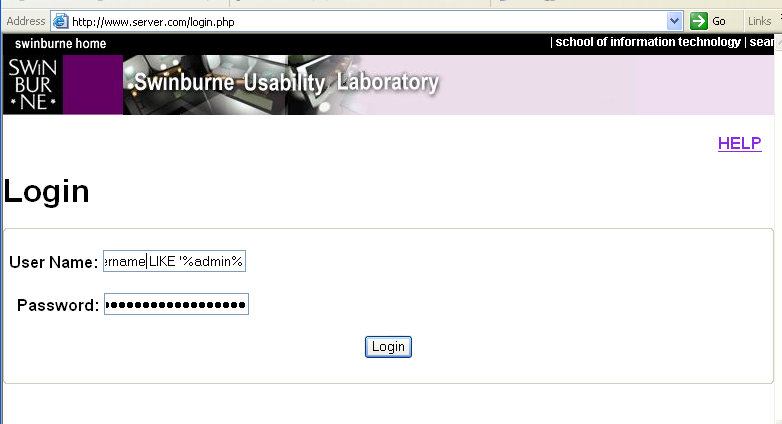 Address http://www.server.com/login.php Go Links
swinburne home | school of information technology | sear
SWIN
BUR
• NE •
Swinburne Usability Laboratory
HELP
Login
User Name: ername LIKE '%admin%
Password: ••••••••••••••••••
Login